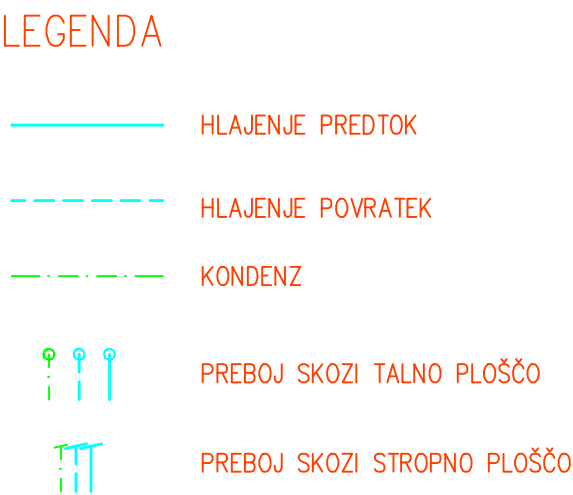 LEGENDA
HLAJENJE PREDTOK
HLAJENJE POVRATEK
KONDENZ
PREBOJ SKOZI TALNO PLOŠČO
PREBOJ SKOZI STROPNO PLOŠČO